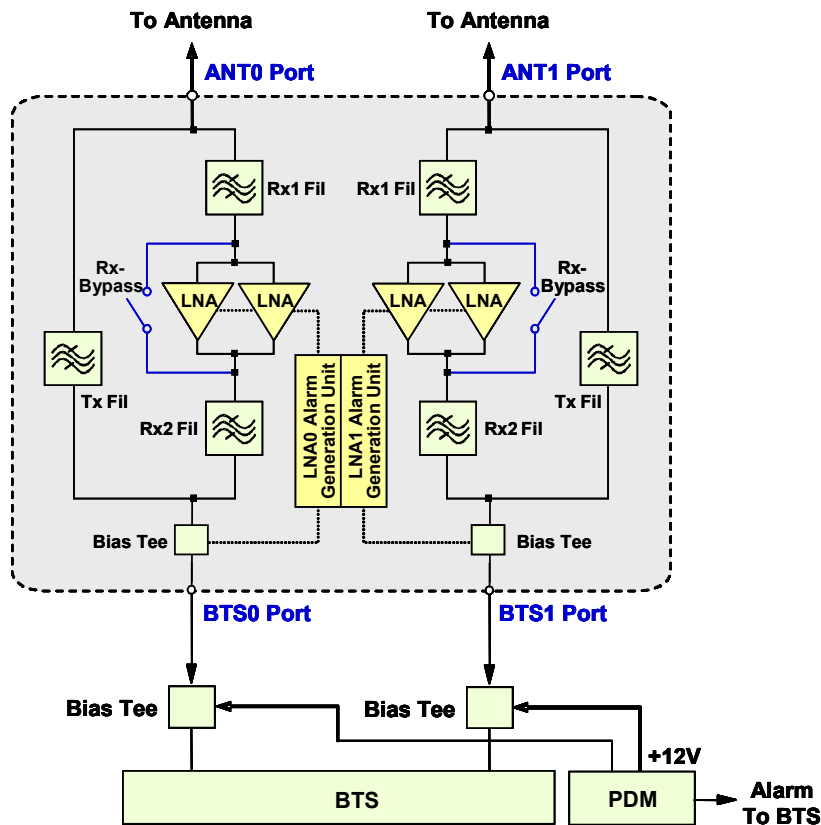 To Antenna
To Antenna
ANT0 Port
ANT1 Port
Rx1 Fil
Rx1 Fil
Rx-
Bypass
LNA
LNA
LNA
LNA
Rx-
Bypass
Tx Fil
Rx2 Fil
LNA0 Alarm
Generation Unit
LNA1 Alarm
Generation Unit
Rx2 Fil
Tx Fil
Bias Tee
Bias Tee
BTS0 Port
BTS1 Port
Bias Tee
Bias Tee
+12V
BTS
PDM
Alarm
To BTS